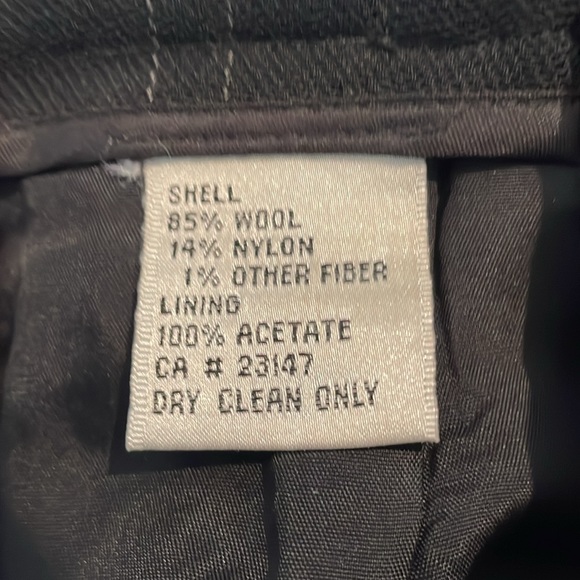 SHELL
85% WOOL
14% NYLON
1% OTHER FIBER
LINING
100% ACETATE
CA # 23147
DRY CLEAN ONLY